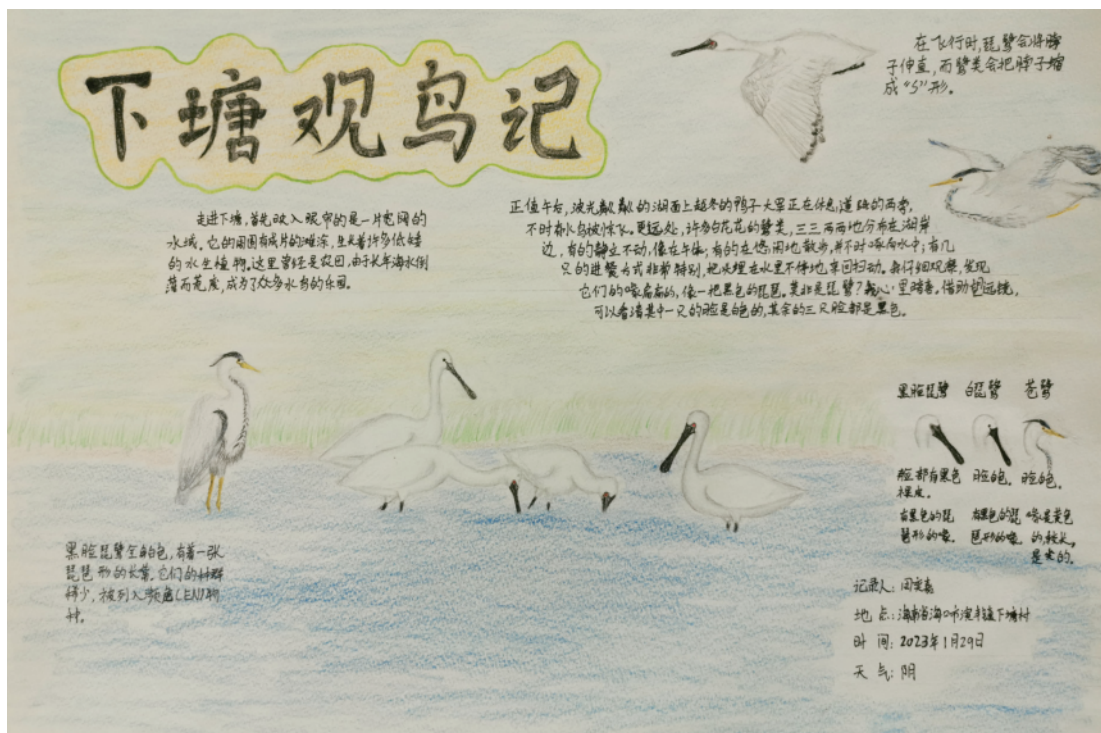 下塘观鸟记
在飞行时,琵鹭会将脖
子伸直,而鹭类会把脖子缩
成“S”形。
走进下塘,首先映入眼帘的是一片宽阔的
水域。它的周围有成片的滩涂,生长着许多低矮
的水生植物。这里曾经是农田,由于长年海水倒
灌而荒废,成为了众多水鸟的乐园。
正值午后,波光粼粼的湖面上越冬的鸭子大军正在休息,道路的两旁,
不时有水鸟被惊飞。更远处,许多白花花的鹭类,三三两两地分布在湖岸
边,有的静立不动,像在午休;有的在悠闲地散步,并不时啄向水中;有几
只的进餐方式非常特别,把头埋在水里不停地来回扫动。我仔细观察,发现
它们的喙扁扁的,像一把黑色的琵琶。莫非是琵鹭?我心里暗喜。借助望远镜,
可以看清其中一只的脸是白色的,其余的三只脸都是黑色。
黑脸琵鹭 白琵鹭 苍鹭
脸部有黑色 脸白色。 脸白色。
裸皮。
有黑色的琵 有黑色的琵 喙是黄色
琶形的喙。 琶形的喙。 的,较长,
是尖的。
黑脸琵鹭全身白色,有着一张
琵琶形的长嘴。它们的种群
稀少,被列入濒危(EN)物
种。
记录人:
地 点:海南省海口市演丰镇下塘村
时 间:2023年1月29日
天 气:阴